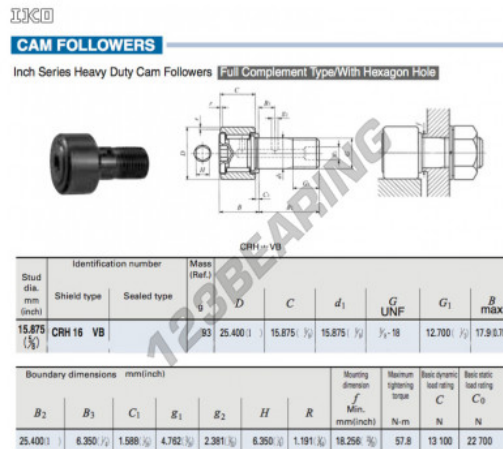 IKO
CAM FOLLOWERS
Inch Series Heavy Duty Cam Followers Full Complement Type/With Hexagon Hole
CRH … VB
123BEARING
Stud dia. mm (inch)
Identification number
Shield type
Sealed type
Mass (Ref.) g
D
C
d1
G UNF
G1
B max
15.875 (5/8) CRH 16 VB 93 25.400(1 ) 15.875 15.875 -18 12.700 17.9
Boundary dimensions mm(inch)
Mounting dimension f Min. mm(inch)
Maximum tightening torque N-m
Basic dynamic load rating C N
Basic static load rating C0 N
B2 B3 C1 g1 g2 H R
25.400(1 ) 6.350 1.588 4.762 2.381 6.350 1.191 18.256 57.8 13 100 22 700